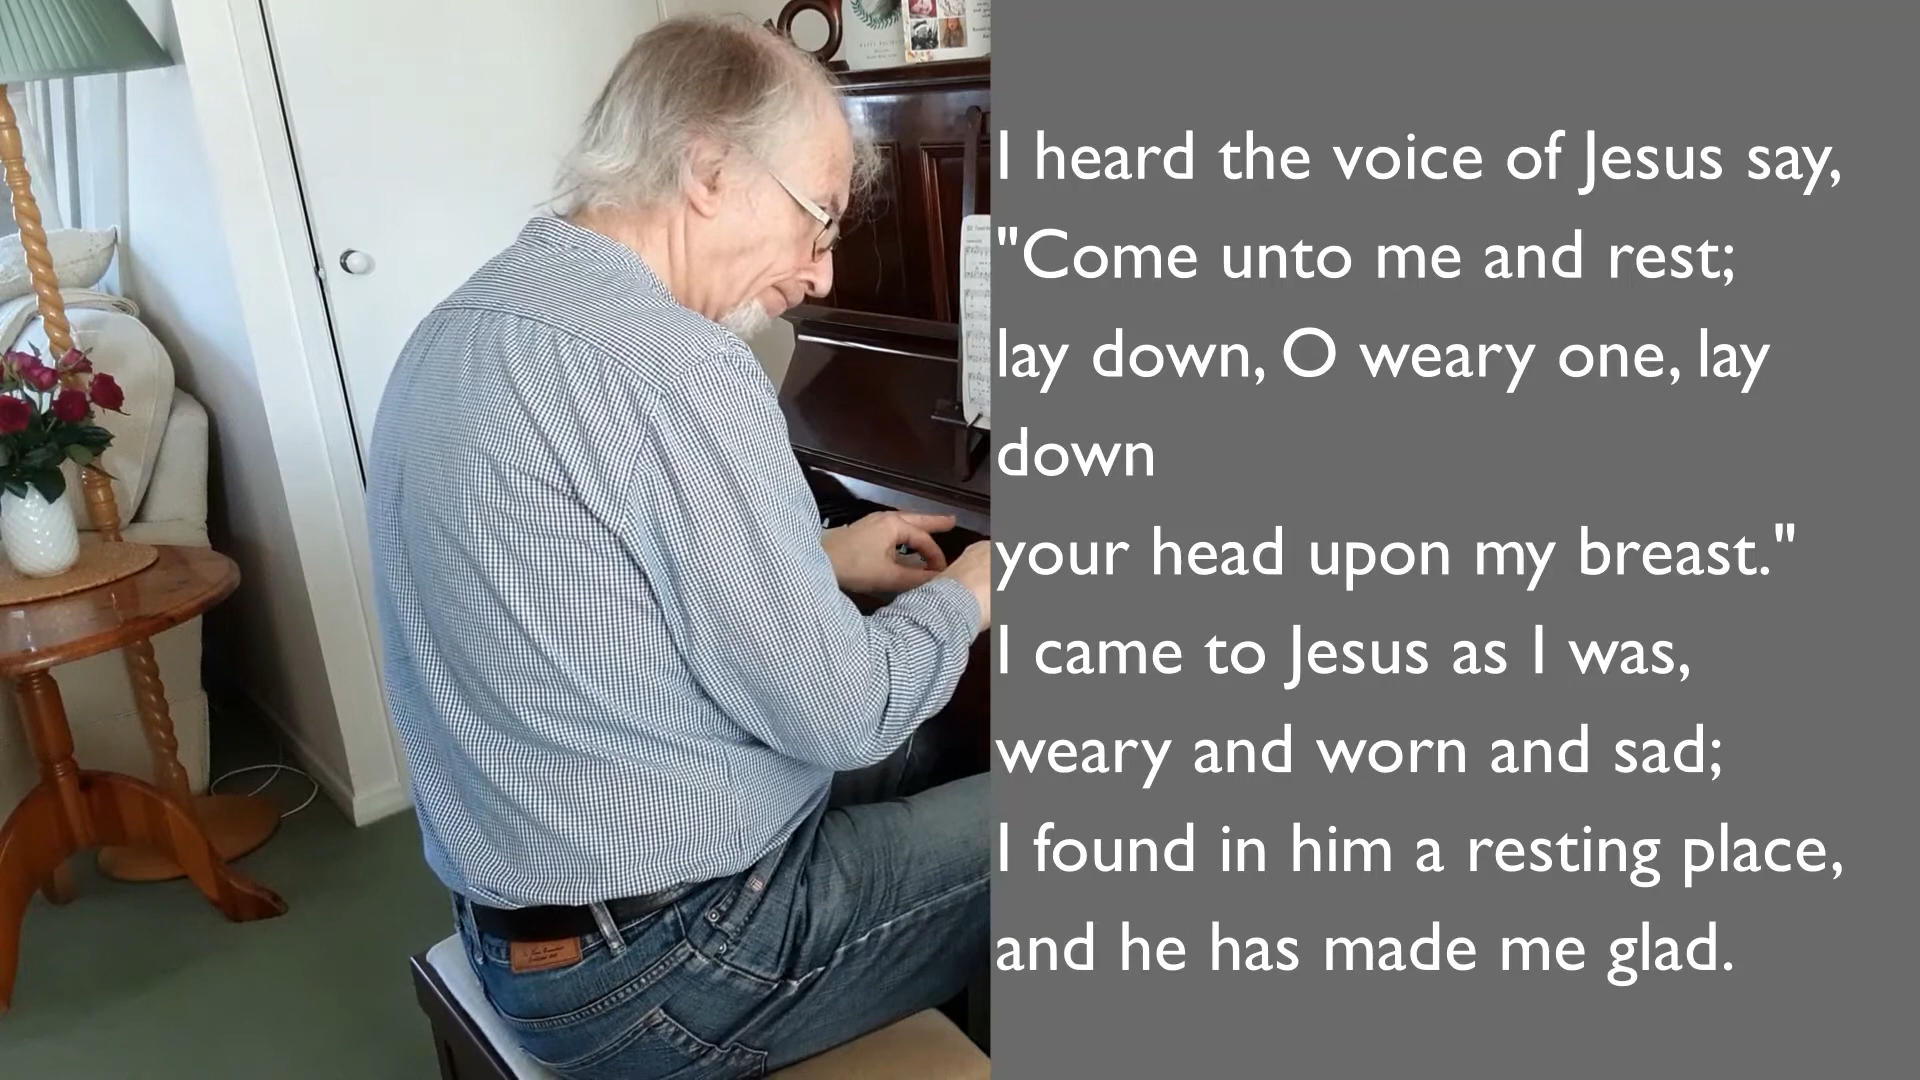 I heard the voice of Jesus say,
"Come unto me and rest;
lay down, O weary one, lay
down
your head upon my breast."
I came to Jesus as I was,
weary and worn and sad;
I found in him a resting place,
and he has made me glad.